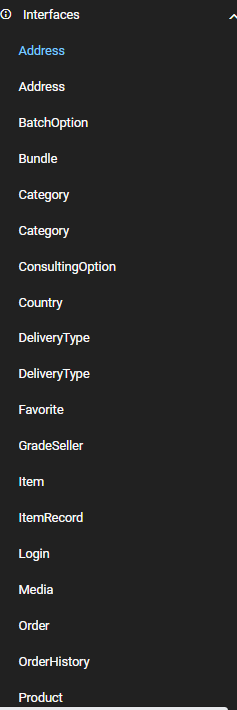 Interfaces
Address
Address
BatchOption
Bundle
Category
Category
ConsultingOption
Country
DeliveryType
DeliveryType
Favorite
GradeSeller
Item
ItemRecord
Login
Media
Order
OrderHistory
Product